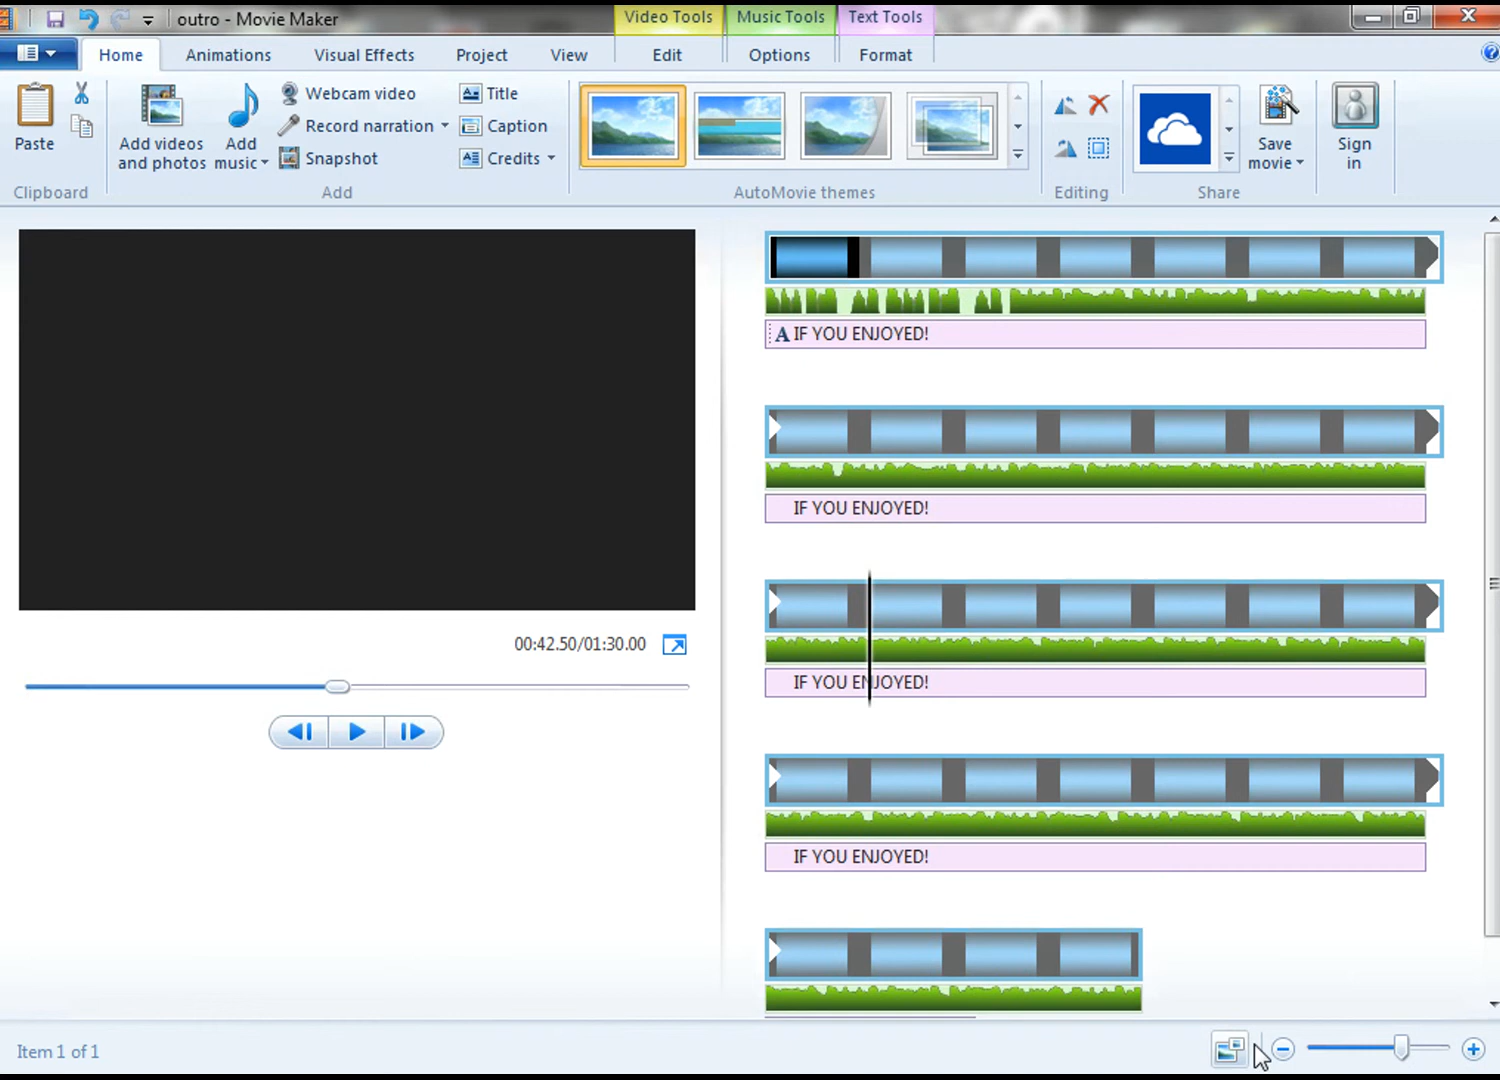 outro - Movie Maker
Video Tools
Music Tools
Text Tools
Home
Animations
Visual Effects
Project
View
Edit
Options
Format
Paste
Add videos
and photos
Add
music
Webcam video
Record narration
Snapshot
Title
Caption
Credits
Save
movie
Sign
in
Clipboard
Add
AutoMovie themes
Editing
Share
A IF YOU ENJOYED!
IF YOU ENJOYED!
IF YOU ENJOYED!
IF YOU ENJOYED!
00:42.50/01:30.00
Item 1 of 1